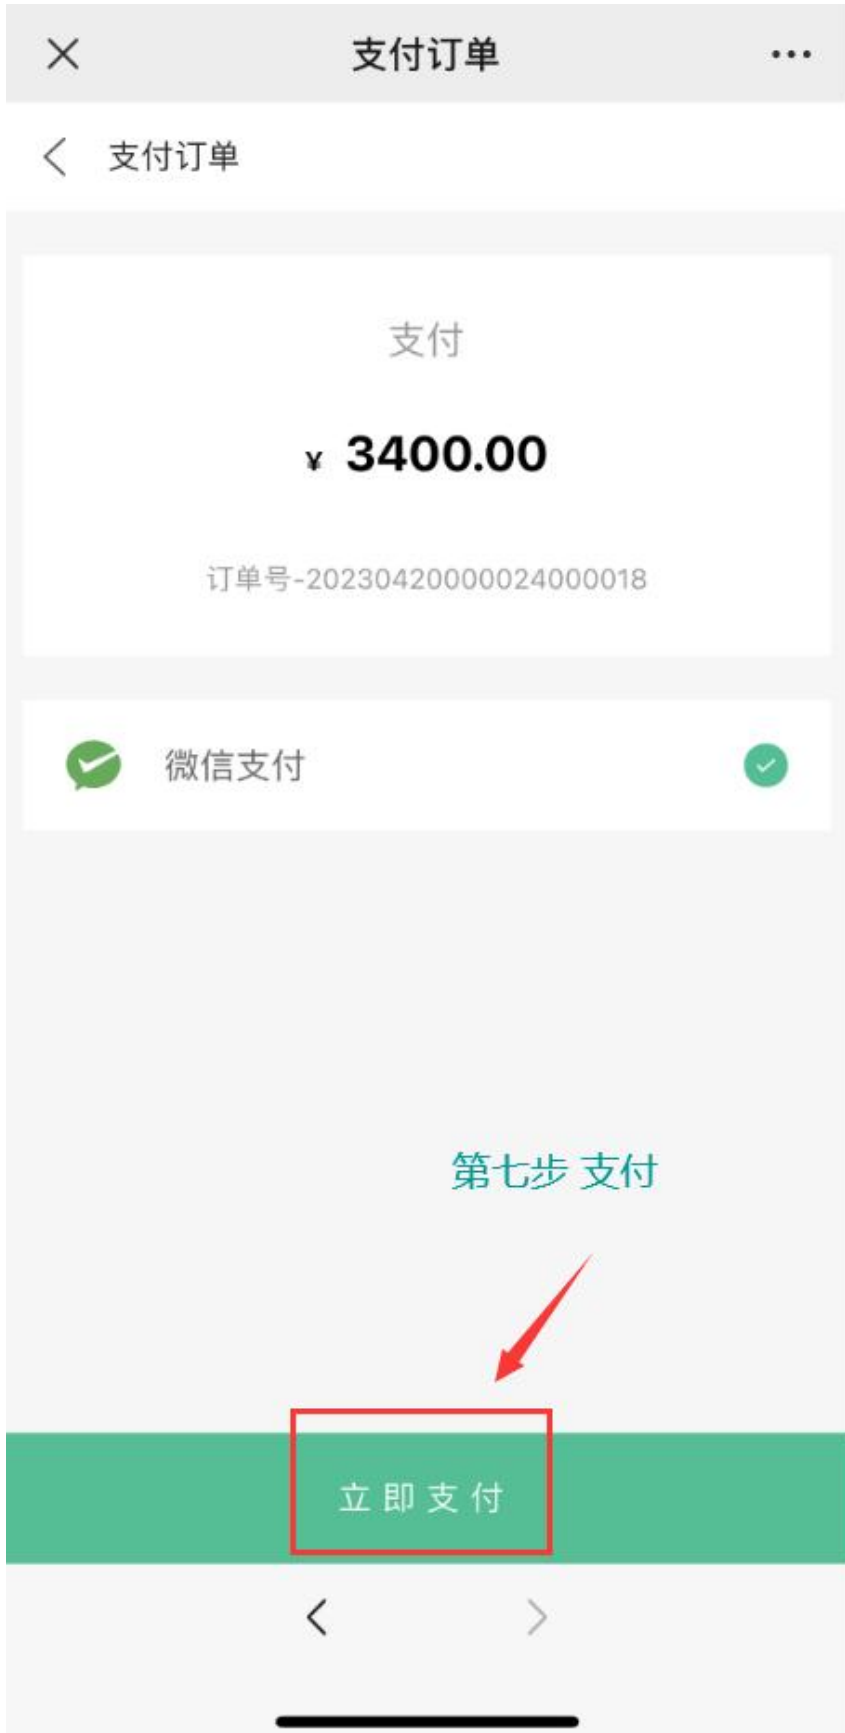 支付订单
支付订单
支付
¥ 3400.00
订单号-20230420000024000018
微信支付
第七步 支付
立即支付